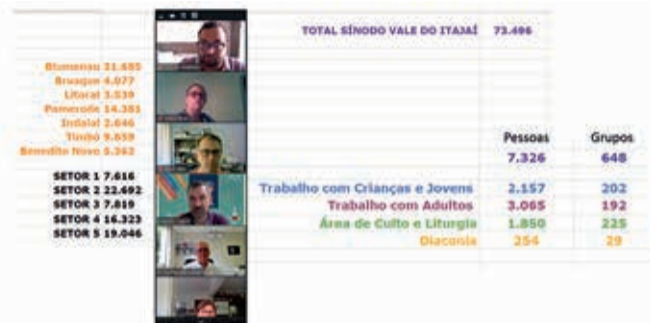 TOTAL SÍNODO VALE DO ITAJAÍ 73.496
Blumenau 21.685
Brusque 4.077
Litoral 3.539
Pomerode 14.381
Indaial 2.646
Timbó 9.859
Benedito Novo 5.262
SETOR 1 7.616
SETOR 2 22.692
SETOR 3 7.819
SETOR 4 16.323
SETOR 5 19.046
Pessoas Grupos
7.326 648
Trabalho com Crianças e Jovens 2.157 202
Trabalho com Adultos 3.065 192
Área de Culto e Liturgia 1.850 225
Diaconia 254 29